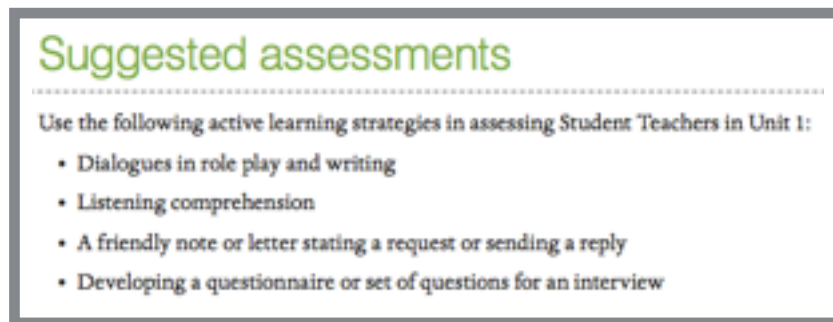 Suggested assessments
Use the following active learning strategies in assessing Student Teachers in Unit 1:
• Dialogues in role play and writing
• Listening comprehension
• A friendly note or letter stating a request or sending a reply
• Developing a questionnaire or set of questions for an interview